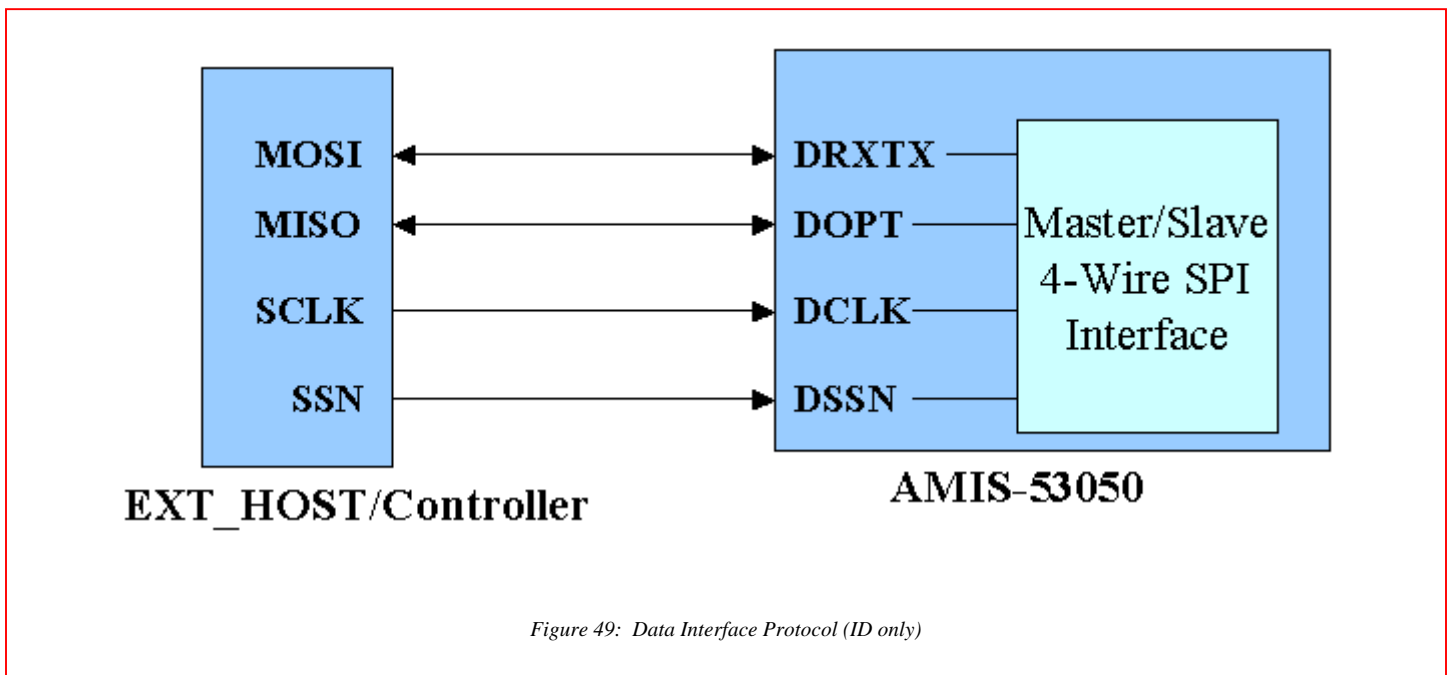 MOSI
MISO
SCLK
SSN
EXT_HOST/Controller
DRXTX
DOPT
DCLK
DSSN
Master/Slave
4-Wire SPI
Interface
AMIS-53050
Figure 49: Data Interface Protocol (ID only)